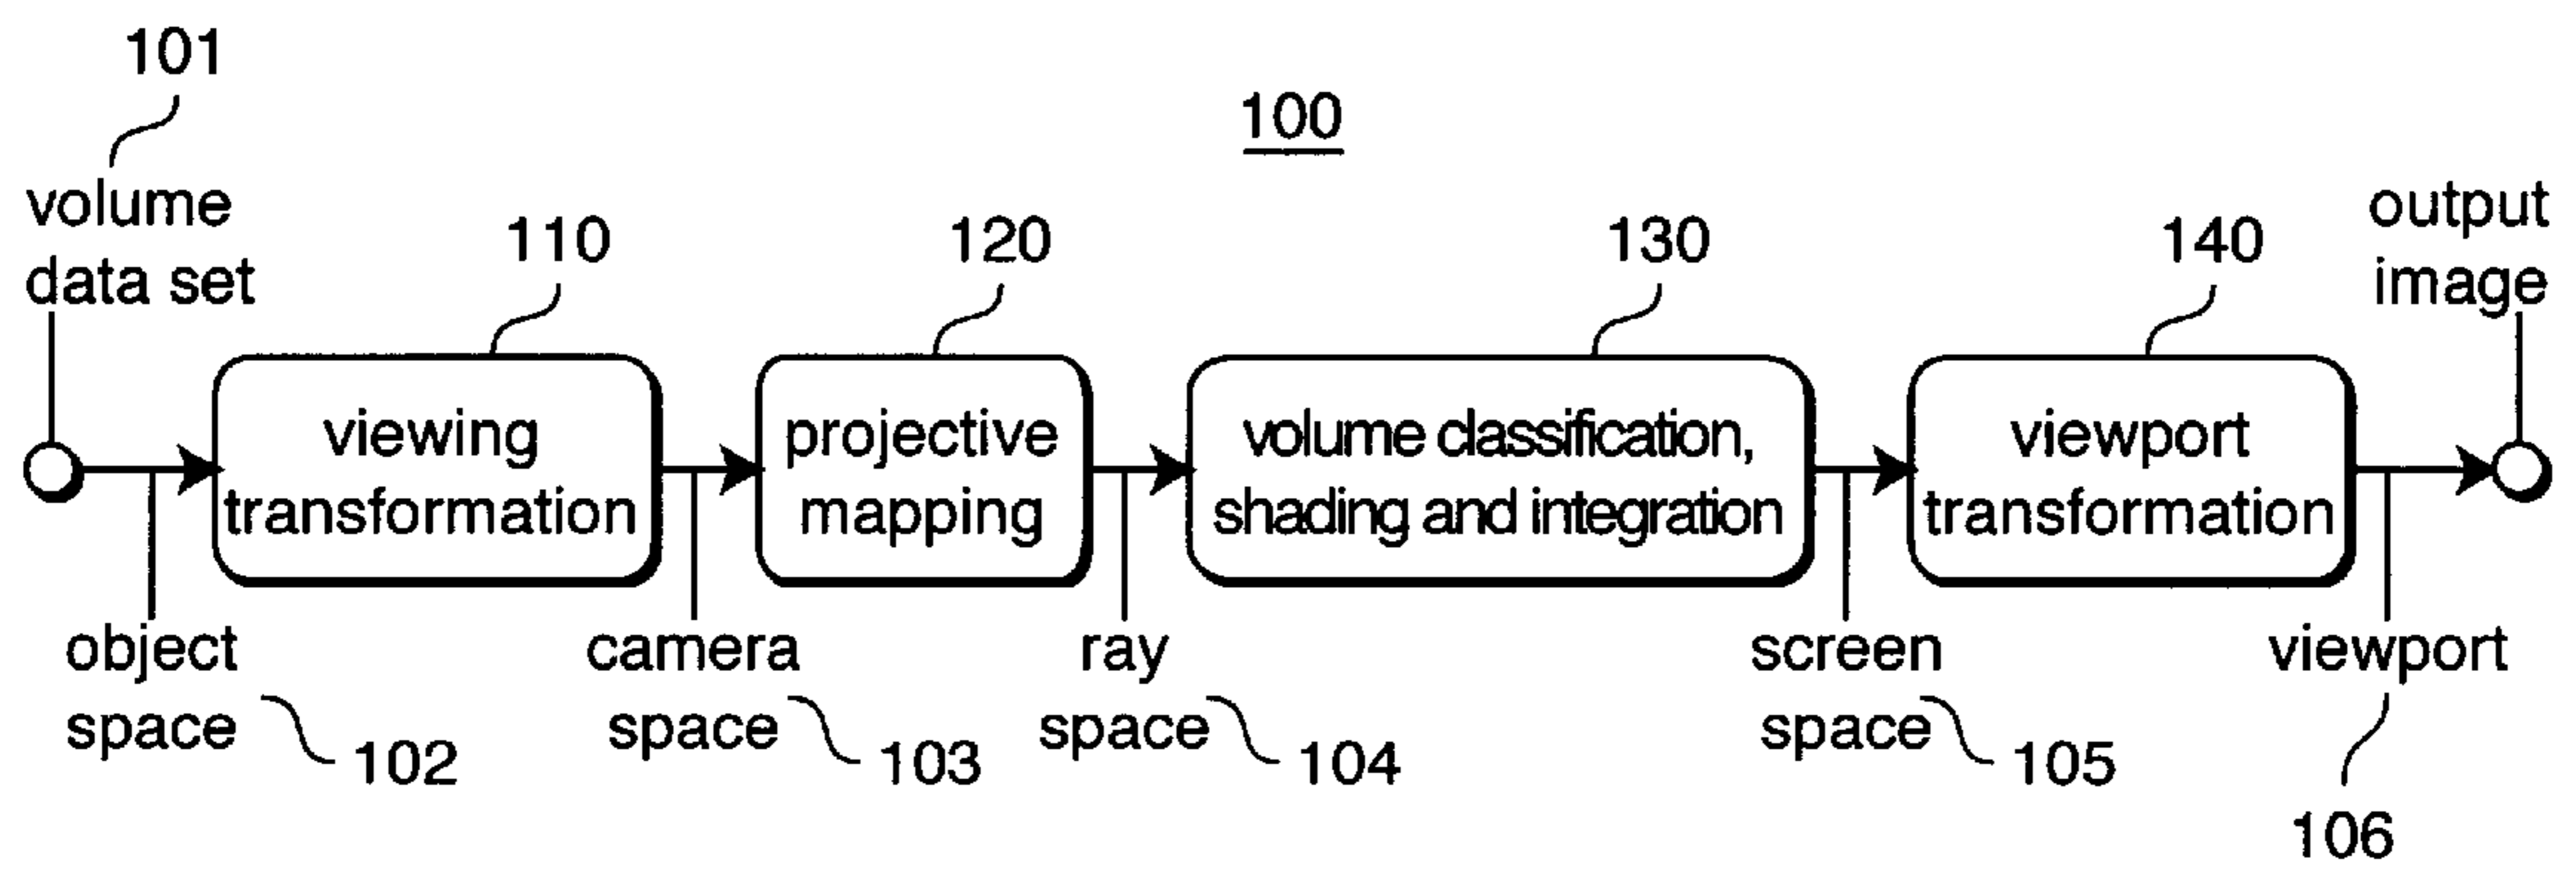 101
100
volume
data set
110
120
130
140
output
image
viewing
transformation
projective
mapping
volume classification,
shading and integration
viewport
transformation
object
space
102
camera
space
103
ray
space
104
screen
space
105
viewport
106